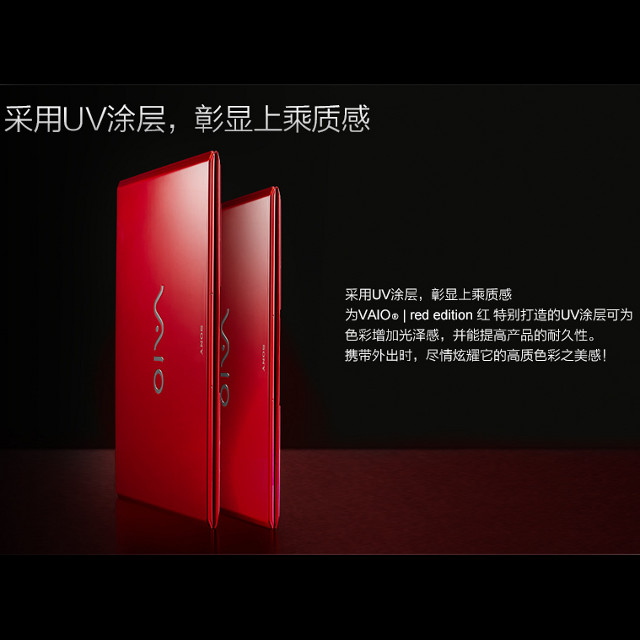 采用UV涂层，彰显上乘质感
采用UV涂层，彰显上乘质感
为VAIO® | red edition 红 特别打造的UV涂层可为
色彩增加光泽感，并能提高产品的耐久性。
携带外出时，尽情炫耀它的高质色彩之美感！
VAIO
SONY
VAIO
SONY